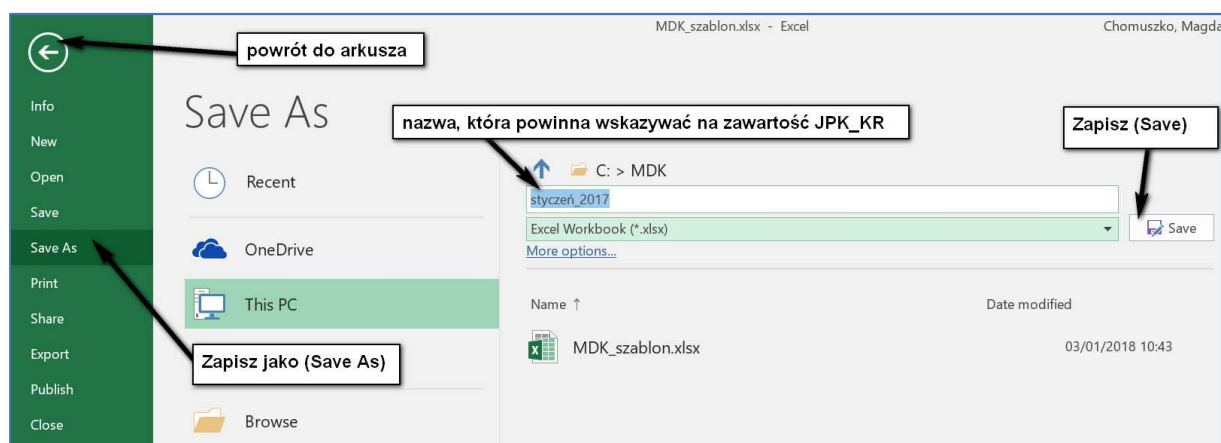 MDK_szablon.xlsx - Excel
Chomuszko, Magda
powrót do arkusza
Info
New
Open
Save
Save As
Print
Share
Export
Publish
Close
Save As
nazwa, która powinna wskazywać na zawartość JPK_KR
Zapisz (Save)
Recent
OneDrive
This PC
Zapisz jako (Save As)
Browse
C: > MDK
styczeń_2017
Excel Workbook (*.xlsx)
Save
More options...
Name ↑
Date modified
MDK_szablon.xlsx
03/01/2018 10:43